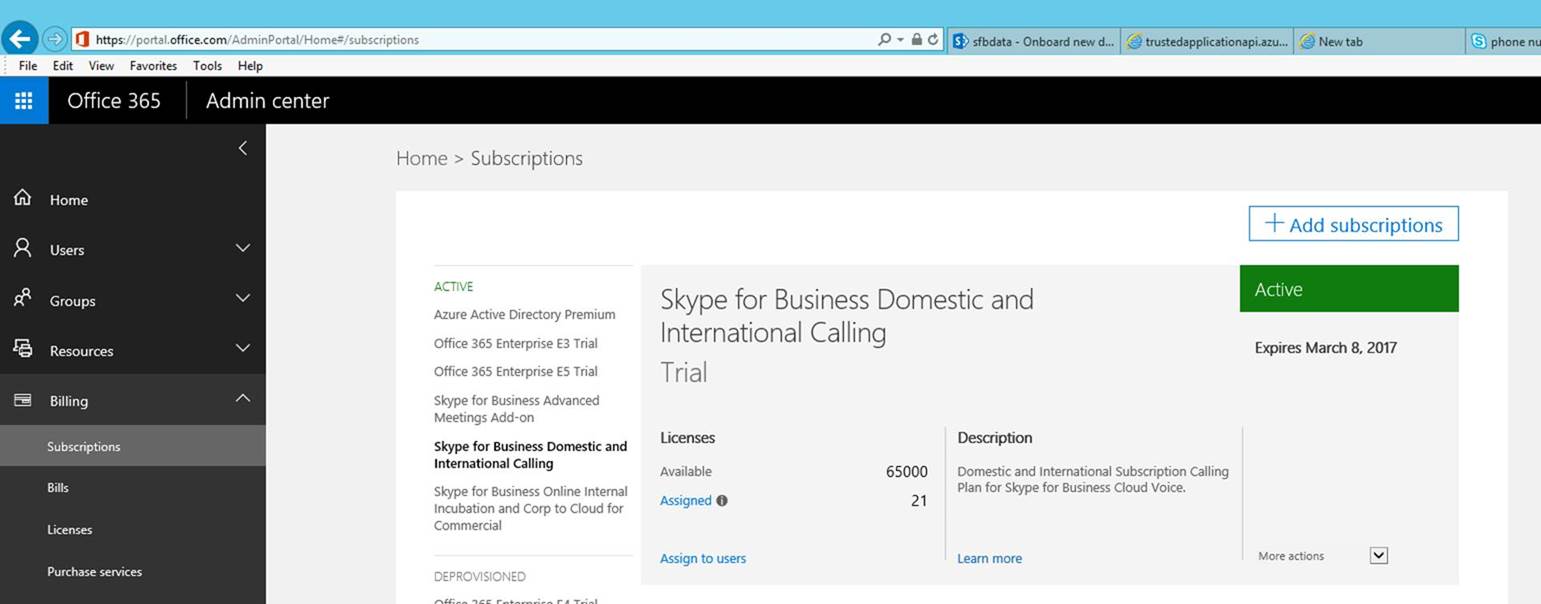 https://portal.office.com/AdminPortal/Home#/subscriptions
sfbdata - Onboard new d...
trustedapplicationapi.azu...
New tab
phone nu
File Edit View Favorites Tools Help
Office 365
Admin center
Home
Users
Groups
Resources
Billing
Subscriptions
Bills
Licenses
Purchase services
Home > Subscriptions
+ Add subscriptions
ACTIVE
Azure Active Directory Premium
Office 365 Enterprise E3 Trial
Office 365 Enterprise E5 Trial
Skype for Business Advanced
Meetings Add-on
Skype for Business Domestic and
International Calling
Skype for Business Online Internal
Incubation and Corp to Cloud for
Commercial
DEPROVISIONED
Office 365 Enterprise E4 Trial
Skype for Business Domestic and
International Calling
Trial
Active
Expires March 8, 2017
Licenses
Available 65000
Assigned 21
Assign to users
Description
Domestic and International Subscription Calling
Plan for Skype for Business Cloud Voice.
Learn more
More actions